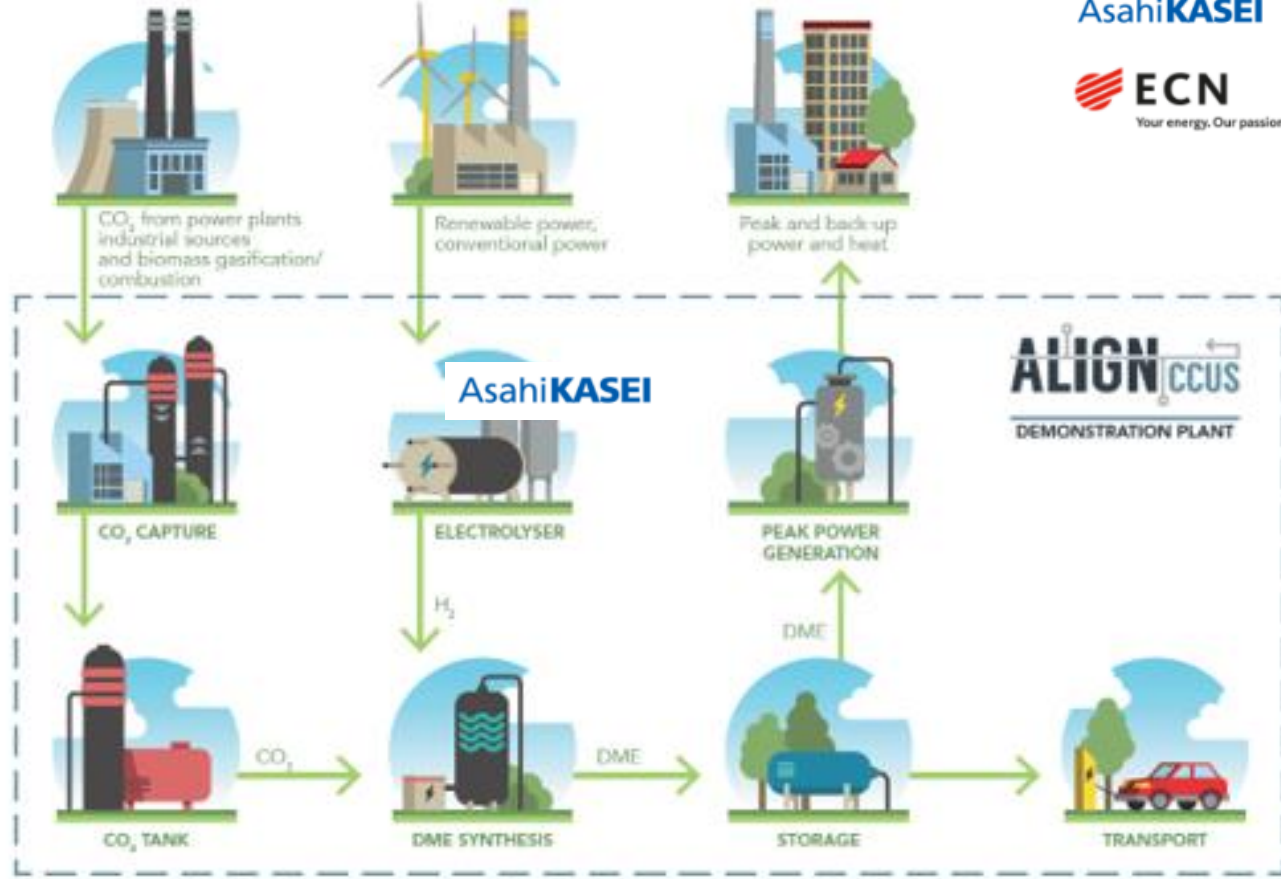 AsahiKASEI
ECN
Your energy. Our passion
CO₂ from power plants
industrial sources
and biomass gasification/
combustion
Renewable power,
conventional power
Peak and back-up
power and heat
AsahiKASEI
ALIGN CCUS
DEMONSTRATION PLANT
CO₂ CAPTURE
ELECTROLYSER
PEAK POWER
GENERATION
H₂
DME
CO₂
DME
CO₂ TANK
DME SYNTHESIS
STORAGE
TRANSPORT